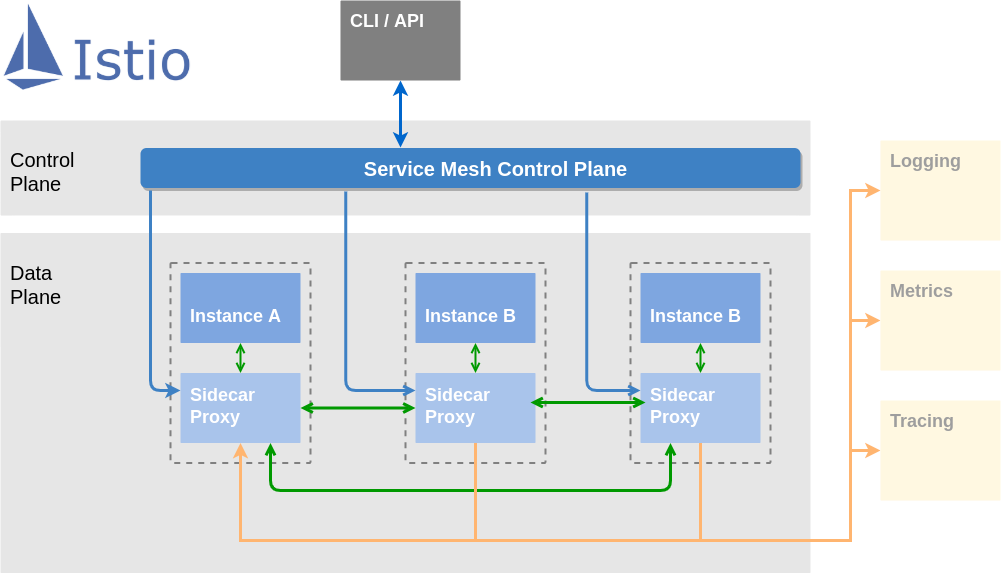 Istio
CLI / API
Control
Plane
Service Mesh Control Plane
Logging
Data
Plane
Instance A
Instance B
Instance B
Metrics
Sidecar
Proxy
Sidecar
Proxy
Sidecar
Proxy
Tracing